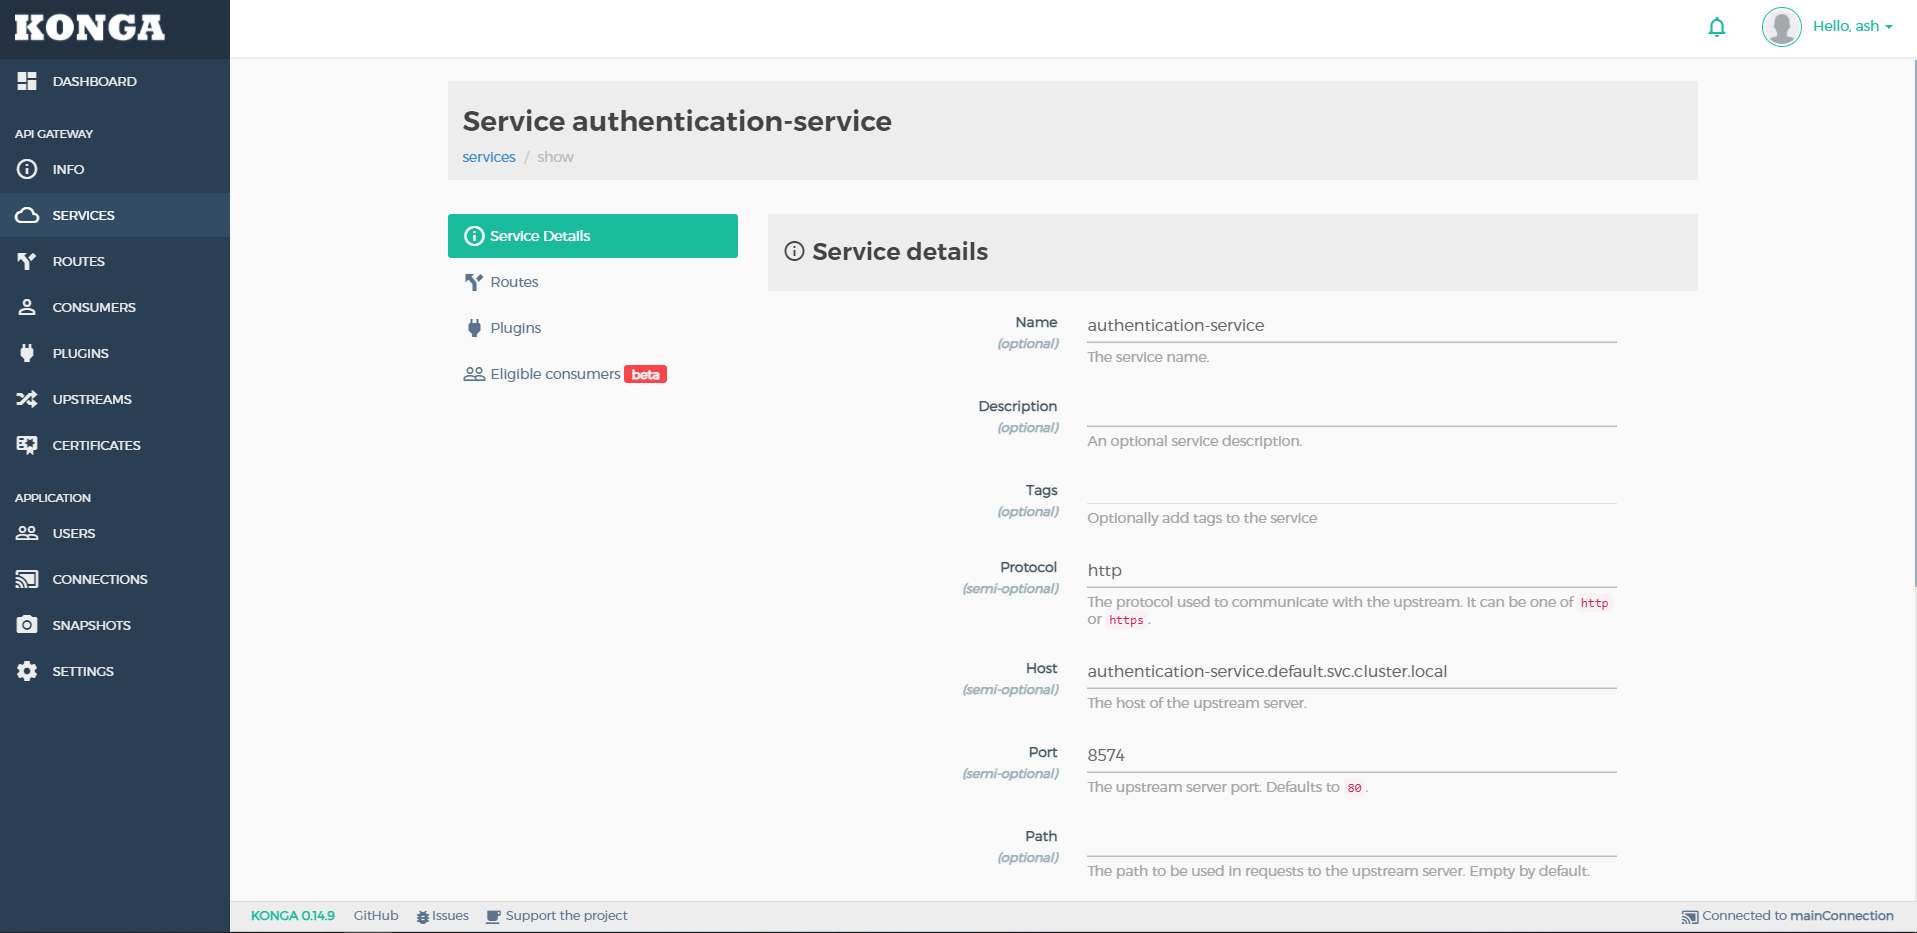 KONGA
Hello, ash
DASHBOARD
API GATEWAY
INFO
SERVICES
ROUTES
CONSUMERS
PLUGINS
UPSTREAMS
CERTIFICATES
APPLICATION
USERS
CONNECTIONS
SNAPSHOTS
SETTINGS
Service authentication-service
services / show
Service Details
Routes
Plugins
Eligible consumers beta
Service details
Name
(optional)
authentication-service
The service name.
Description
(optional)
An optional service description.
Tags
(optional)
Optionally add tags to the service
Protocol
(semi-optional)
http
The protocol used to communicate with the upstream. It can be one of http
or https.
Host
(semi-optional)
authentication-service.default.svc.cluster.local
The host of the upstream server.
Port
(semi-optional)
8574
The upstream server port. Defaults to 80.
Path
(optional)
The path to be used in requests to the upstream server. Empty by default.
KONGA 0.14.9 GitHub Issues Support the project
Connected to mainConnection